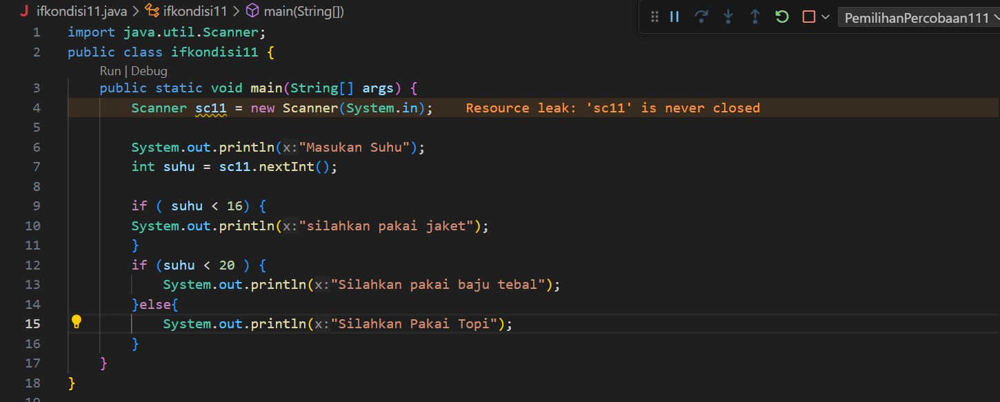 ifkondisi11.java > ifkondisi11 > main(String[])
PemilihanPercobaan111
1 import java.util.Scanner;
2 public class ifkondisi11 {
Run | Debug
3 public static void main(String[] args) {
4 Scanner sc11 = new Scanner(System.in); Resource leak: 'sc11' is never closed
5
6 System.out.println(x:"Masukan Suhu");
7 int suhu = sc11.nextInt();
8
9 if ( suhu < 16) {
10 System.out.println(x:"silahkan pakai jaket");
11 }
12 if (suhu < 20 ) {
13 System.out.println(x:"Silahkan pakai baju tebal");
14 }else{
15 System.out.println(x:"Silahkan Pakai Topi");
16 }
17 }
18 }
19